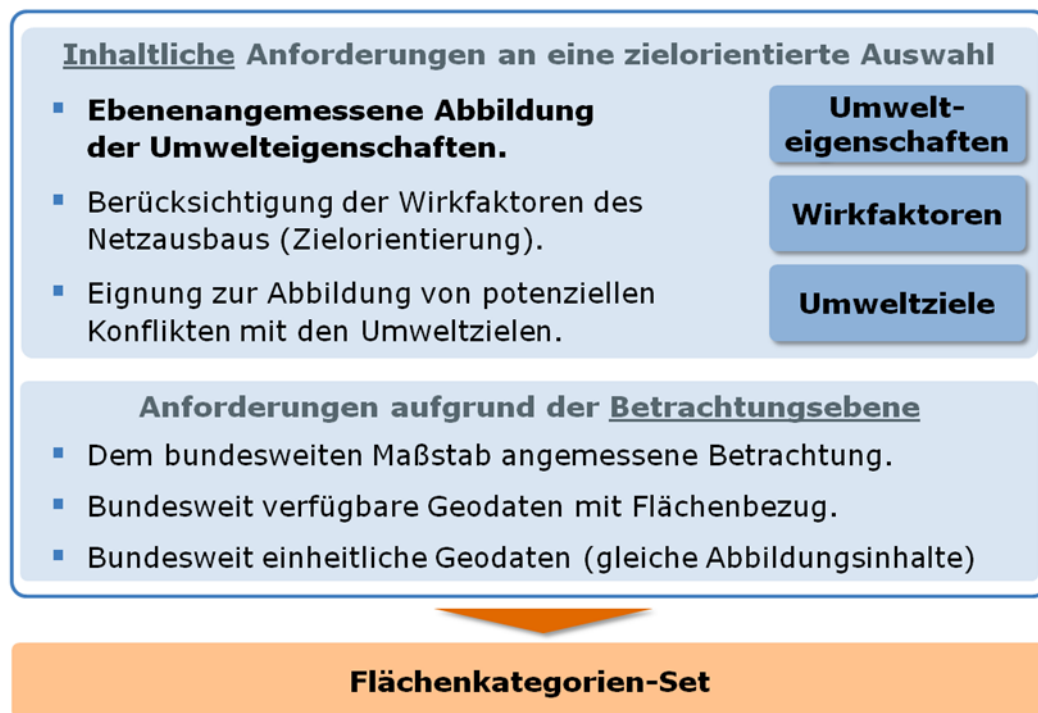 Inhaltliche Anforderungen an eine zielorientierte Auswahl
▪ Ebenenangemessene Abbildung
der Umwelteigenschaften.
Umwelt-
eigenschaften
▪ Berücksichtigung der Wirkfaktoren des
Netzausbaus (Zielorientierung).
Wirkfaktoren
▪ Eignung zur Abbildung von potenziellen
Konflikten mit den Umweltzielen.
Umweltziele
Anforderungen aufgrund der Betrachtungsebene
▪ Dem bundesweiten Maßstab angemessene Betrachtung.
▪ Bundesweit verfügbare Geodaten mit Flächenbezug.
▪ Bundesweit einheitliche Geodaten (gleiche Abbildungsinhalte)
Flächenkategorien-Set